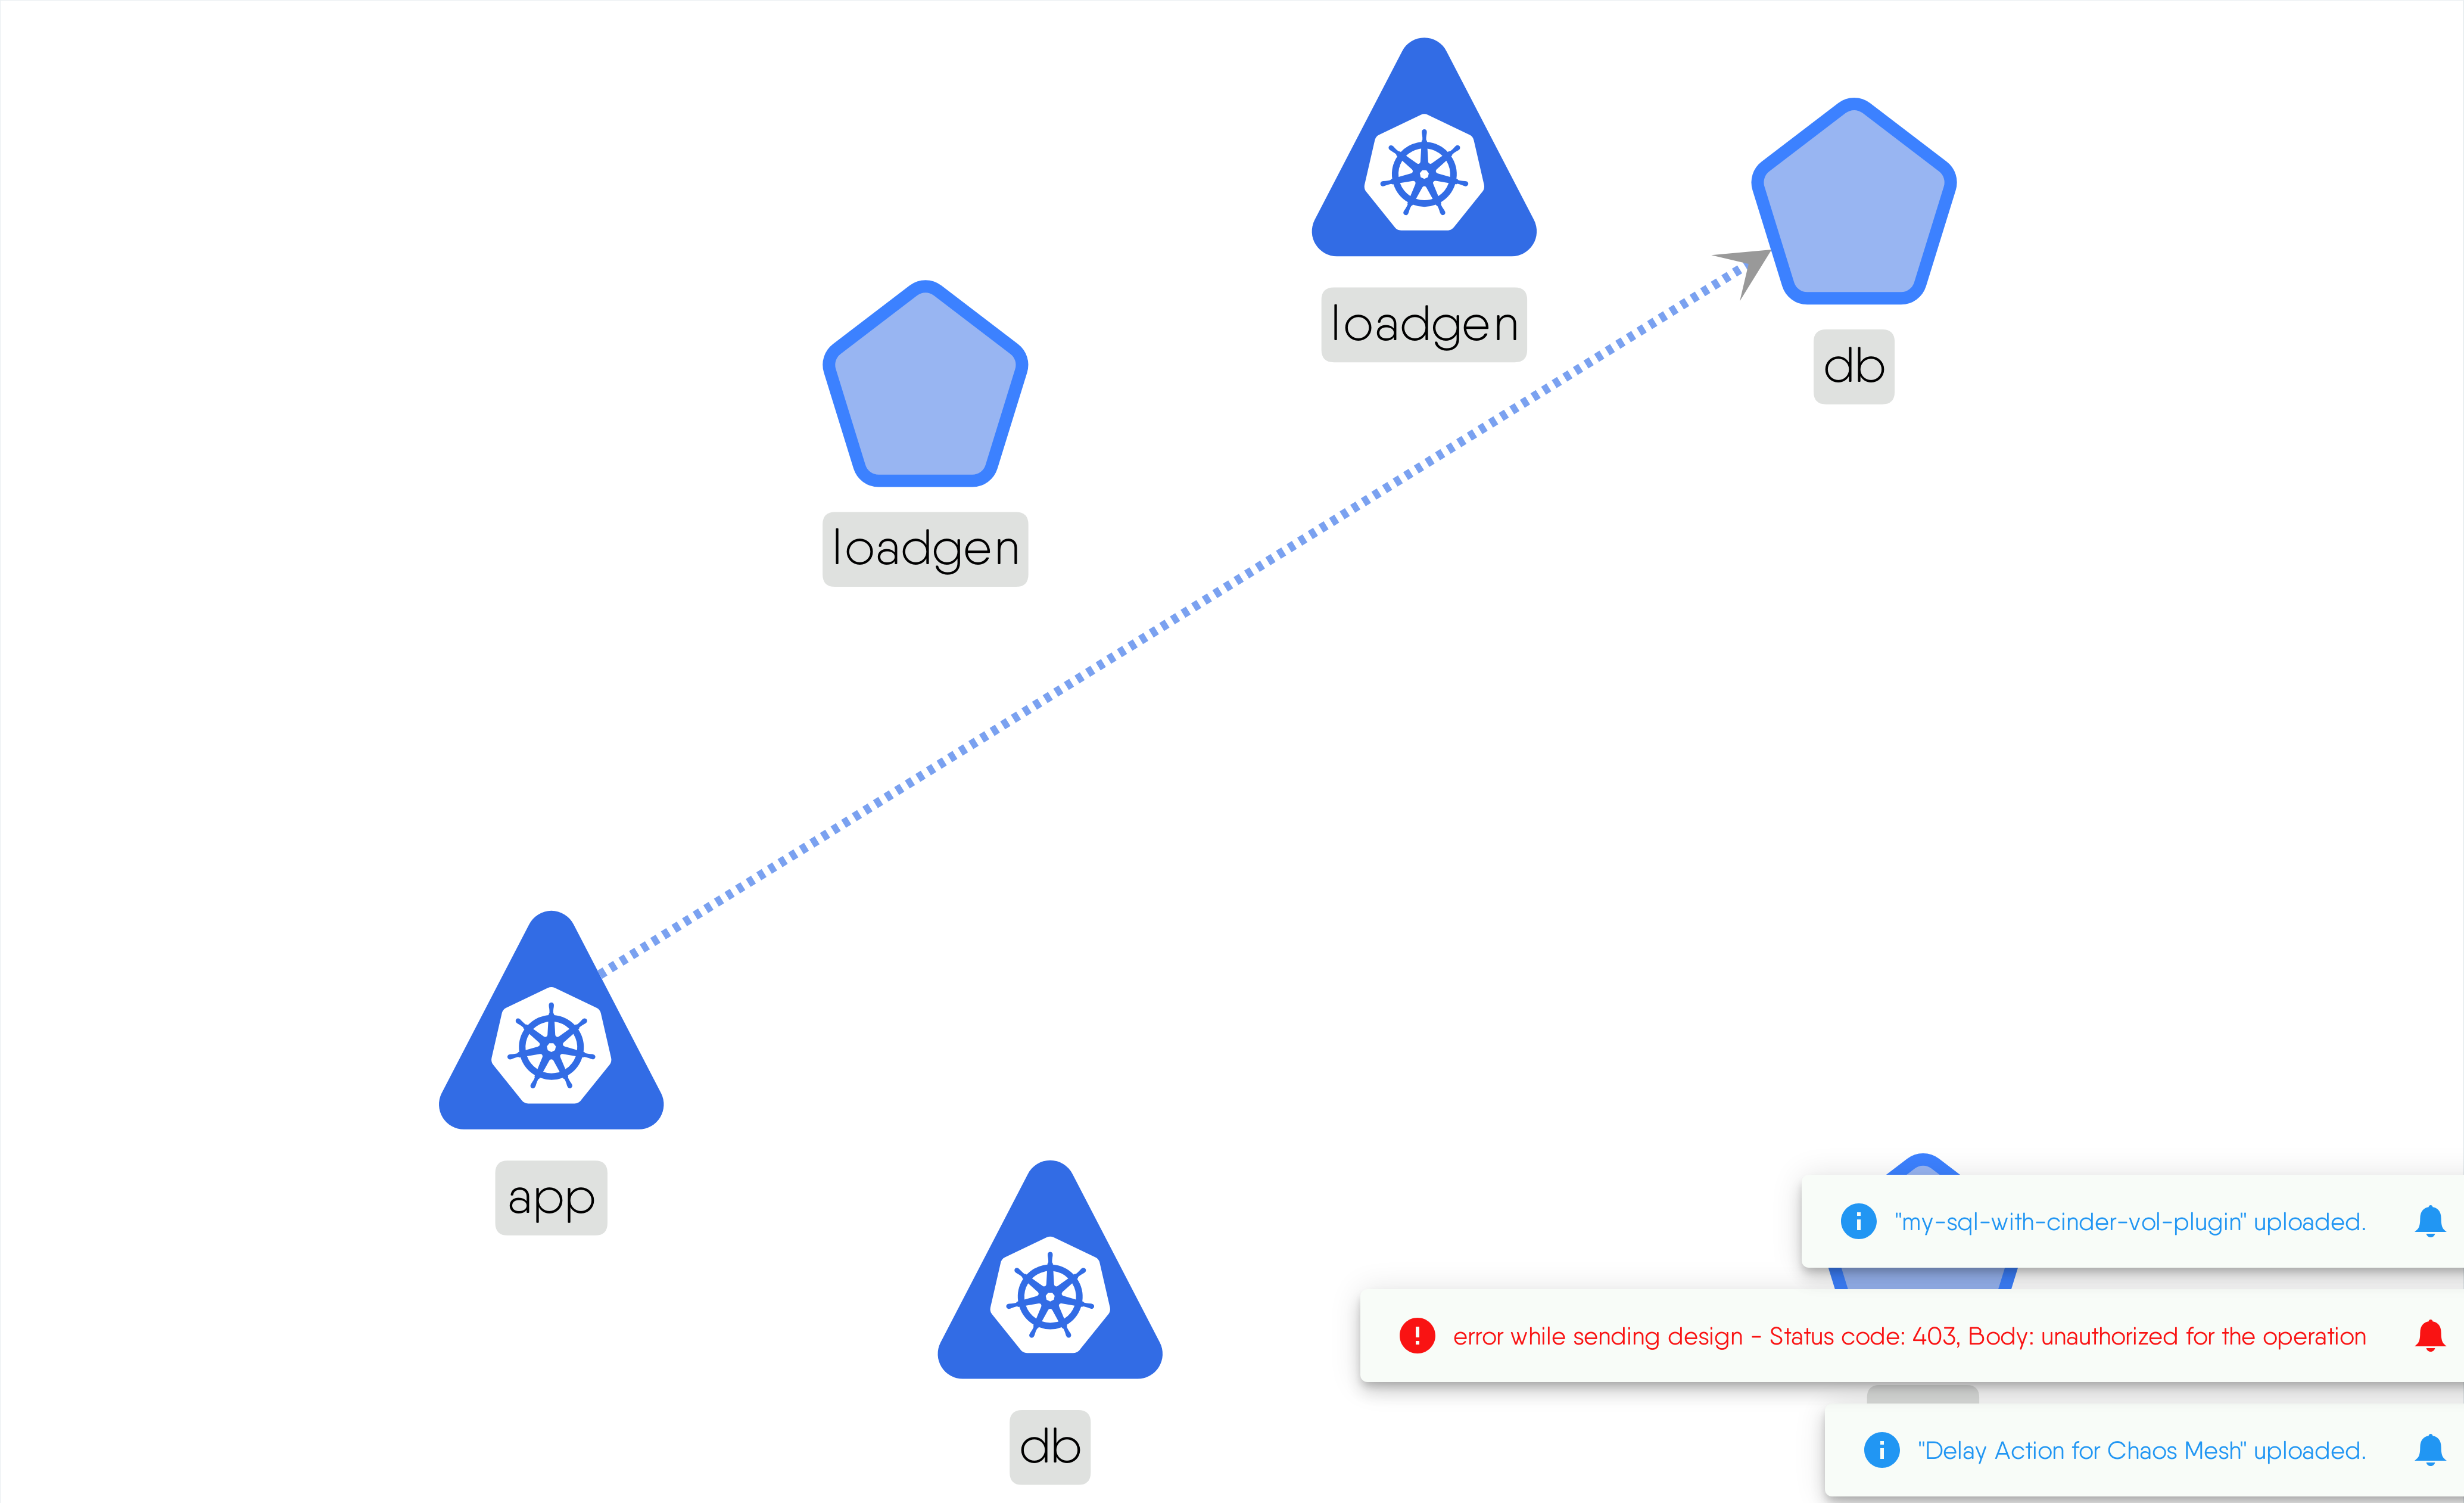 loadgen
db
loadgen
app
"my-sql-with-cinder-vol-plugin" uploaded.
error while sending design - Status code: 403, Body: unauthorized for the operation
db
"Delay Action for Chaos Mesh" uploaded.